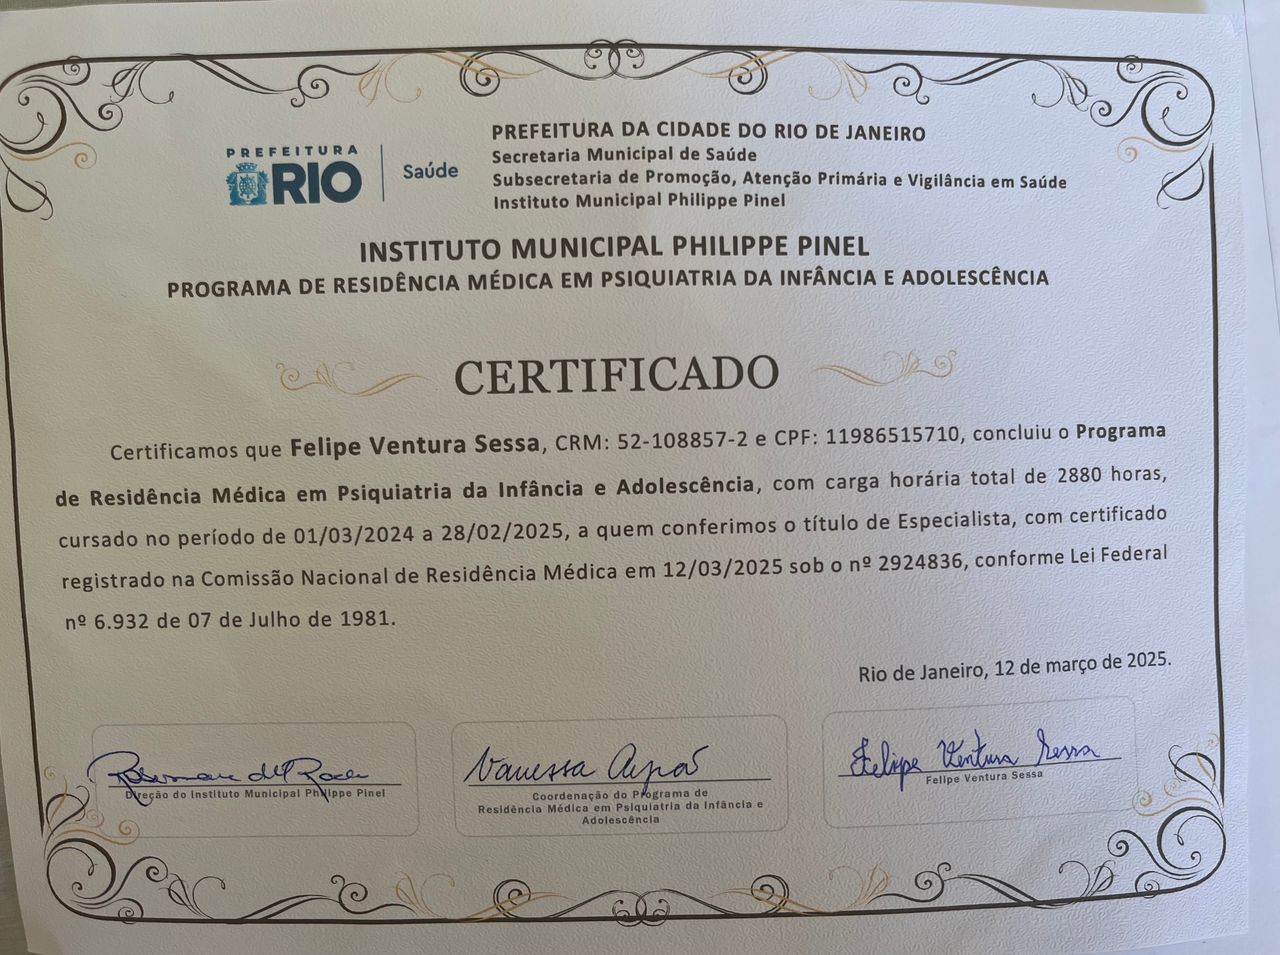 PREFEITURA
RIO
Saúde
PREFEITURA DA CIDADE DO RIO DE JANEIRO
Secretaria Municipal de Saúde
Subsecretaria de Promoção, Atenção Primária e Vigilância em Saúde
Instituto Municipal Philippe Pinel
INSTITUTO MUNICIPAL PHILIPPE PINEL
PROGRAMA DE RESIDÊNCIA MÉDICA EM PSIQUIATRIA DA INFÂNCIA E ADOLESCÊNCIA
CERTIFICADO
Certificamos que Felipe Ventura Sessa, CRM: 52-108857-2 e CPF: 11986515710, concluiu o Programa
de Residência Médica em Psiquiatria da Infância e Adolescência, com carga horária total de 2880 horas,
cursado no período de 01/03/2024 a 28/02/2025, a quem conferimos o título de Especialista, com certificado
registrado na Comissão Nacional de Residência Médica em 12/03/2025 sob o nº 2924836, conforme Lei Federal
nº 6.932 de 07 de Julho de 1981.
Rio de Janeiro, 12 de março de 2025.
Direção do Instituto Municipal Philippe Pinel
Vanessa
Coordenação do Programa de
Residência Médica em Psiquiatria da Infância e
Adolescência
Felipe Ventura Sessa
Felipe Ventura Sessa